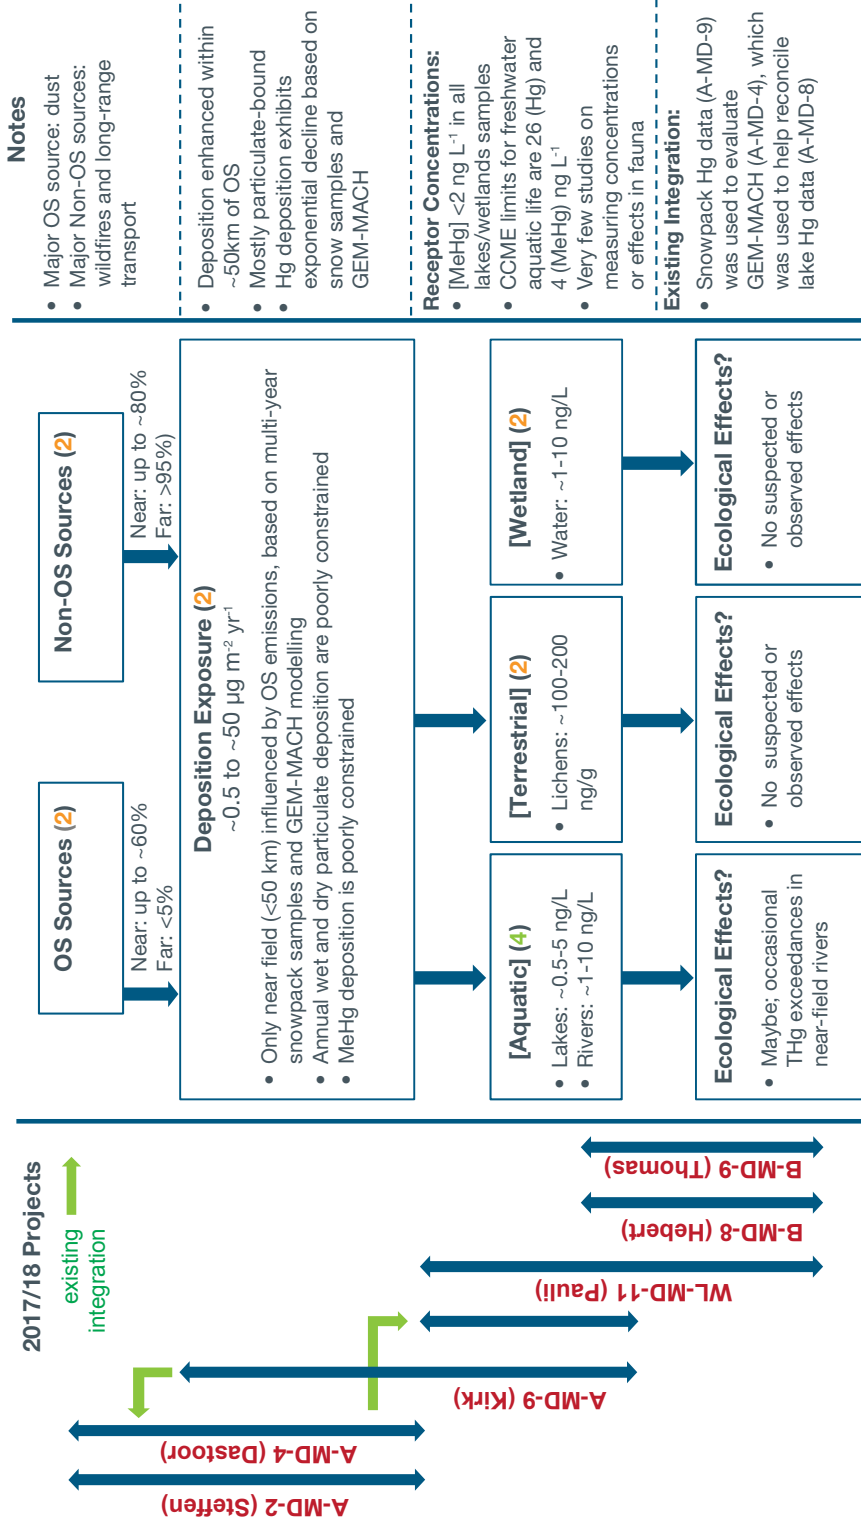 2017/18 Projects
existing
integration
A-MD-2 (Steffen)
A-MD-4 (Dastoor)
A-MD-9 (Kirk)
WL-MD-11 (Pauli)
B-MD-8 (Hebert)
B-MD-9 (Thomas)
OS Sources (2)
Near: up to ~60%
Far: <5%
Non-OS Sources (2)
Near: up to ~80%
Far: >95%)
Deposition Exposure (2)
~0.5 to ~50 µg m⁻² yr⁻¹
• Only near field (<50 km) influenced by OS emissions, based on multi-year
snowpack samples and GEM-MACH modelling
• Annual wet and dry particulate deposition are poorly constrained
• MeHg deposition is poorly constrained
[Aquatic] (4)
• Lakes: ~0.5-5 ng/L
• Rivers: ~1-10 ng/L
[Terrestrial] (2)
• Lichens: ~100-200
ng/g
[Wetland] (2)
• Water: ~1-10 ng/L
Ecological Effects?
• Maybe; occasional
THg exceedances in
near-field rivers
Ecological Effects?
• No suspected or
observed effects
Ecological Effects?
• No suspected or
observed effects
Notes
• Major OS source: dust
• Major Non-OS sources:
wildfires and long-range
transport
• Deposition enhanced within
~50km of OS
• Mostly particulate-bound
• Hg deposition exhibits
exponential decline based on
snow samples and
GEM-MACH
Receptor Concentrations:
• [MeHg] <2 ng L⁻¹ in all
lakes/wetlands samples
• CCME limits for freshwater
aquatic life are 26 (Hg) and
4 (MeHg) ng L⁻¹
• Very few studies on
measuring concentrations
or effects in fauna
Existing Integration:
• Snowpack Hg data (A-MD-9)
was used to evaluate
GEM-MACH (A-MD-4), which
was used to help reconcile
lake Hg data (A-MD-8)